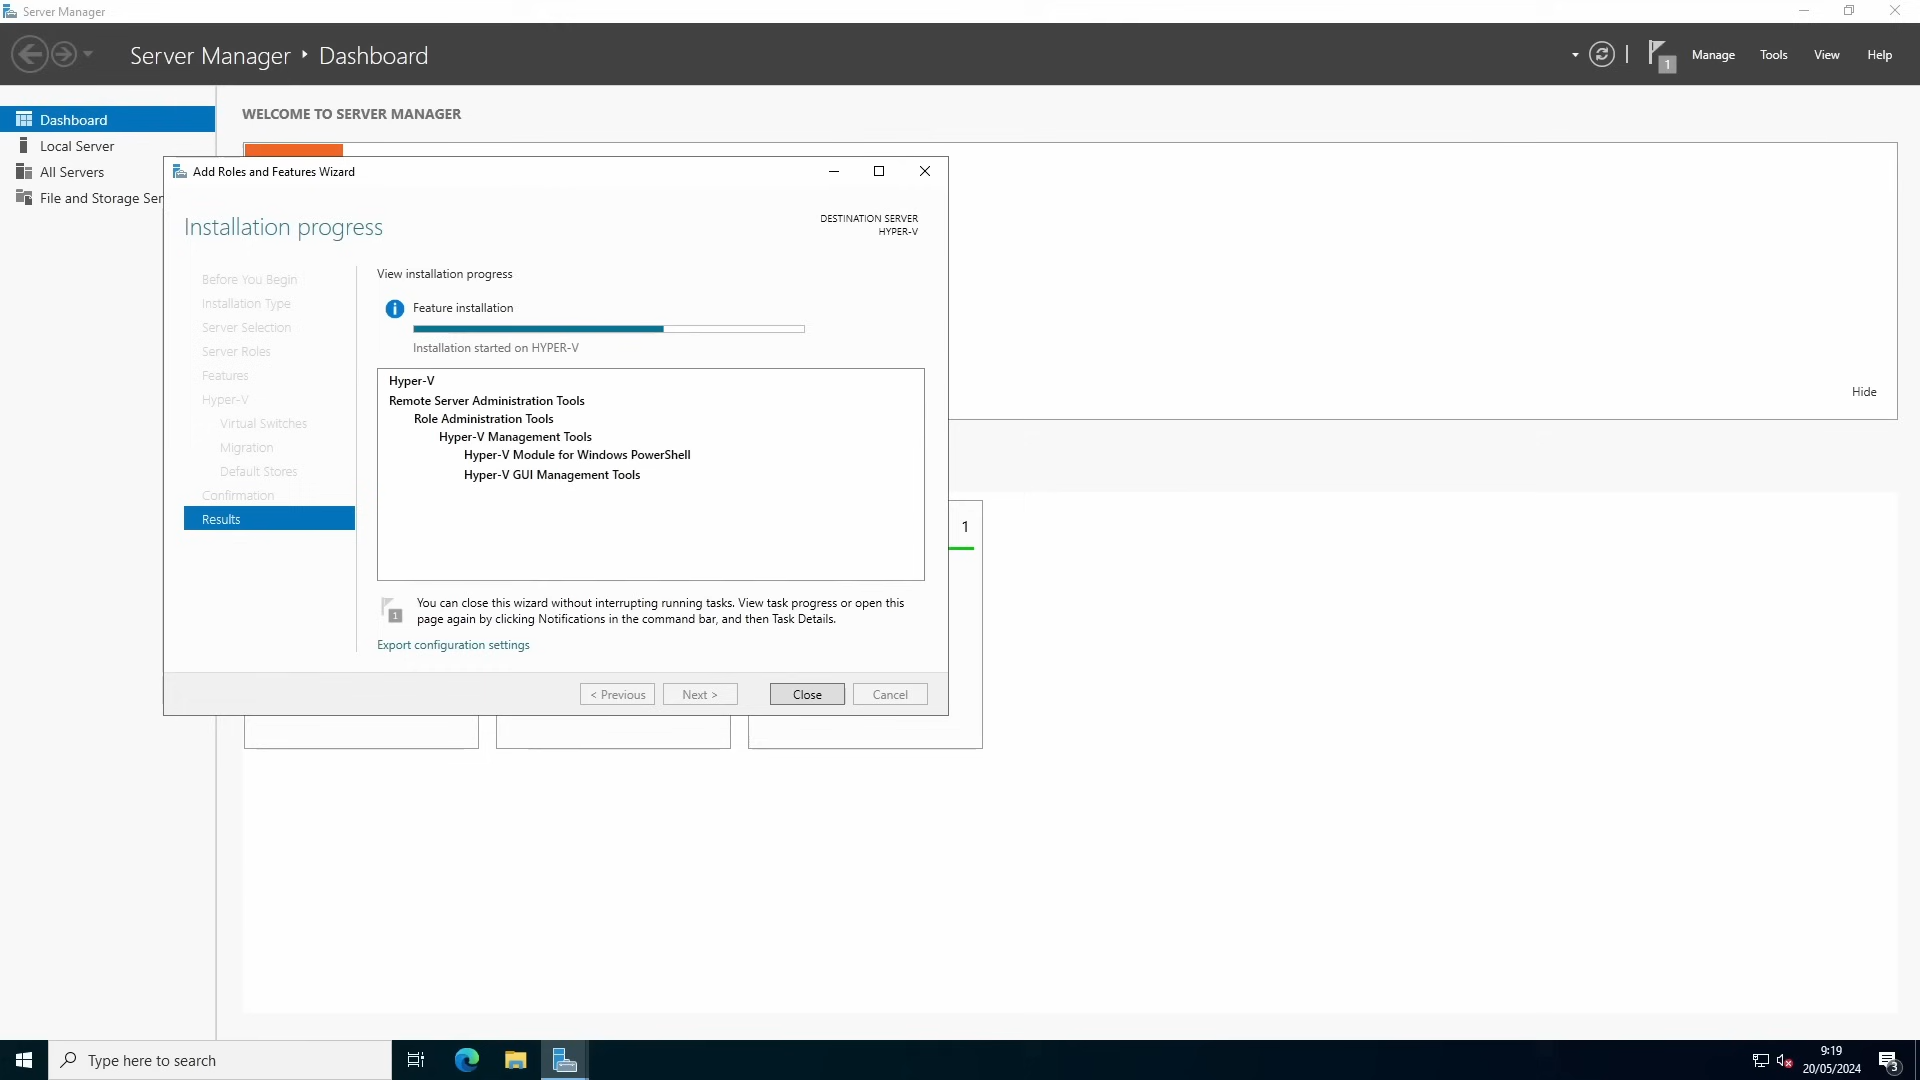 Server Manager
Server Manager ‣ Dashboard
1
Manage
Tools
View
Help
Dashboard
Local Server
All Servers
File and Storage Ser
WELCOME TO SERVER MANAGER
Hide
1
Add Roles and Features Wizard
Installation progress
DESTINATION SERVER
HYPER-V
Before You Begin
Installation Type
Server Selection
Server Roles
Features
Hyper-V
Virtual Switches
Migration
Default Stores
Confirmation
Results
View installation progress
Feature installation
Installation started on HYPER-V
Hyper-V
Remote Server Administration Tools
Role Administration Tools
Hyper-V Management Tools
Hyper-V Module for Windows PowerShell
Hyper-V GUI Management Tools
1
You can close this wizard without interrupting running tasks. View task progress or open this
page again by clicking Notifications in the command bar, and then Task Details.
Export configuration settings
< Previous
Next >
Close
Cancel
Type here to search
9:19
20/05/2024
3